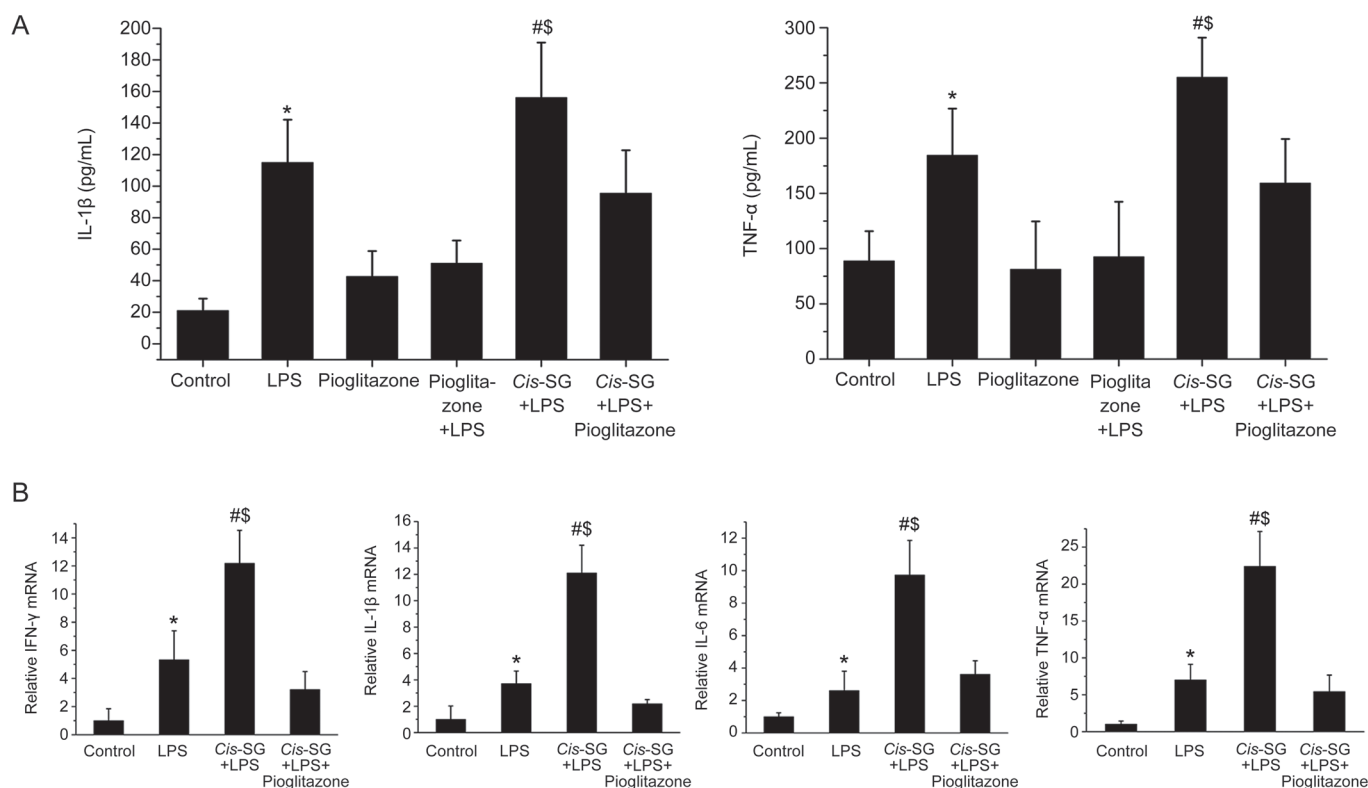 A
IL-1β (pg/mL)
200
180
160
140
120
100
80
60
40
20
0
*
#$
Control
LPS
Pioglitazone
Pioglita-
zone
+LPS
Cis-SG
+LPS
Cis-SG
+LPS+
Pioglitazone
TNF-α (pg/mL)
300
250
200
150
100
50
0
*
#$
Control
LPS
Pioglitazone
Pioglita
zone
+LPS
Cis-SG
+LPS
Cis-SG
+LPS+
Pioglitazone
B
Relative IFN-γ mRNA
14
12
10
8
6
4
2
0
*
#$
Control
LPS
Cis-SG
+LPS
Cis-SG
+LPS+
Pioglitazone
Relative IL-1β mRNA
16
14
12
10
8
6
4
2
0
*
#$
Control
LPS
Cis-SG
+LPS
Cis-SG
+LPS+
Pioglitazone
Relative IL-6 mRNA
12
10
8
6
4
2
0
*
#$
Control
LPS
Cis-SG
+LPS
Cis-SG
+LPS+
Pioglitazone
Relative TNF-α mRNA
25
20
15
10
5
0
*
#$
Control
LPS
Cis-SG
+LPS
Cis-SG
+LPS+
Pioglitazone